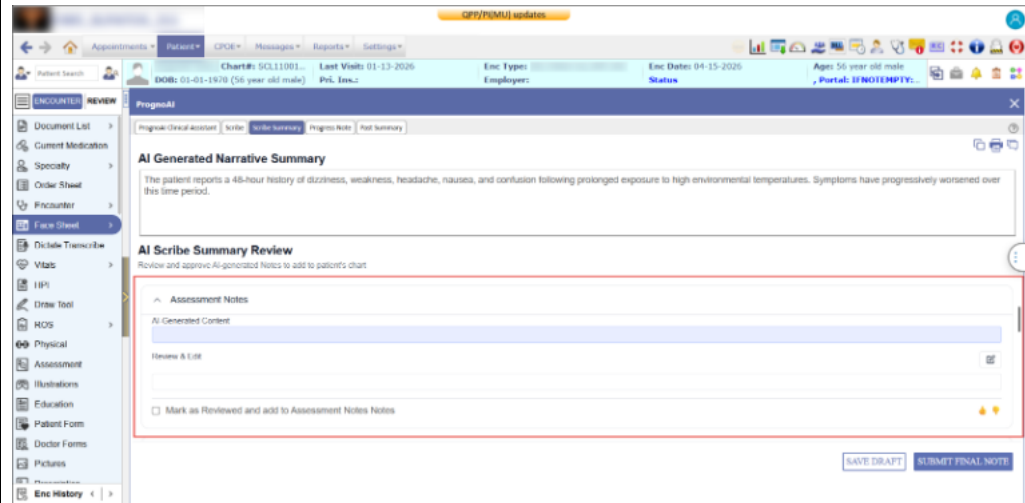 QPP/PI[MU] updates
Appointments Patient CPOE Messages Reports Settings
Patient Search
Chart#: SCL11001... Last Visit: 01-13-2026 Enc Type: Enc Date: 04-15-2026 Age: 56 year old male
DOB: 01-01-1970 (56 year old male) Pri. Ins.: Employer: Status , Portal: IFNOTEMPTY:...
ENCOUNTER REVIEW
PrognoAI
Document List
Current Medication
Specialty
Order Sheet
Encounter
Face Sheet
Dictate Transcribe
Vitals
HPI
Draw Tool
ROS
Physical
Assessment
Illustrations
Education
Patient Form
Doctor Forms
Pictures
Enc History
PrognoAI Clinical Assistant Scribe Scribe Summary Progress Note Past Summary
AI Generated Narrative Summary
The patient reports a 48-hour history of dizziness, weakness, headache, nausea, and confusion following prolonged exposure to high environmental temperatures. Symptoms have progressively worsened over
this time period.
AI Scribe Summary Review
Review and approve AI-generated Notes to add to patient's chart
Assessment Notes
AI-Generated Content
Review & Edit
Mark as Reviewed and add to Assessment Notes Notes
SAVE DRAFT SUBMIT FINAL NOTE